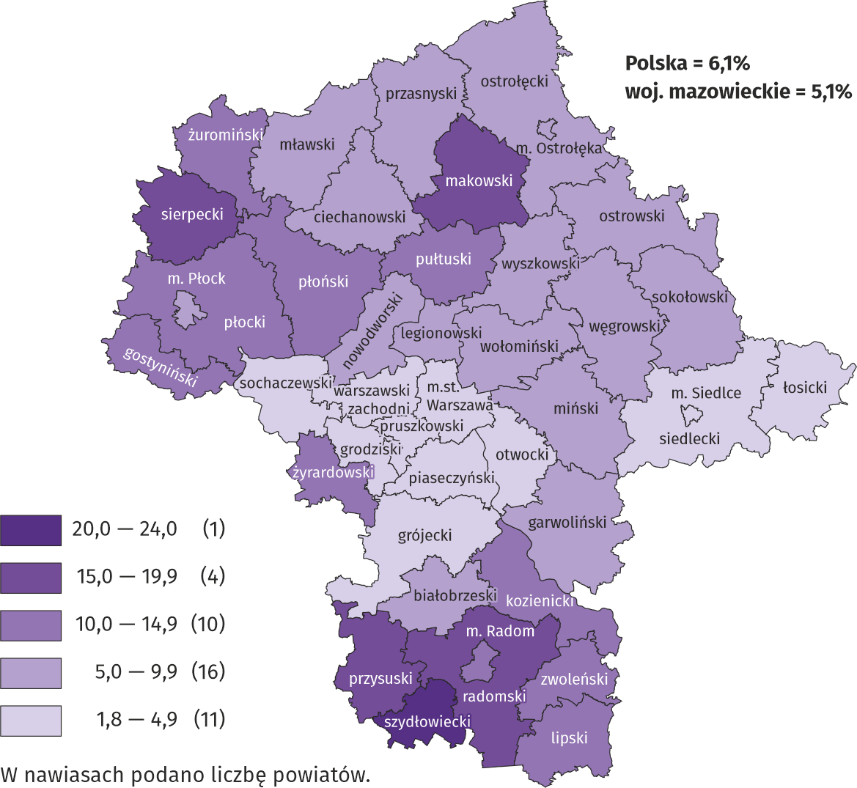 Polska = 6,1%
woj. mazowieckie = 5,1%
ostrołęcki
przasnyski
żuromiński
mławski
m. Ostrołęka
makowski
sierpecki
ciechanowski
ostrowski
pułtuski
wyszkowski
m. Płock
płoński
sokołowski
płocki
nowodworski
legionowski
węgrowski
wołomiński
gostyniński
sochaczewski
warszawski
zachodni
m.st.
Warszawa
m. Siedlce
łosicki
miński
pruszkowski
siedlecki
grodziski
otwocki
żyrardowski
piaseczyński
garwoliński
grójecki
białobrzeski
kozienicki
m. Radom
przysuski
zwoleński
radomski
szydłowiecki
lipski
20,0 — 24,0 (1)
15,0 — 19,9 (4)
10,0 — 14,9 (10)
5,0 — 9,9 (16)
1,8 — 4,9 (11)
W nawiasach podano liczbę powiatów.